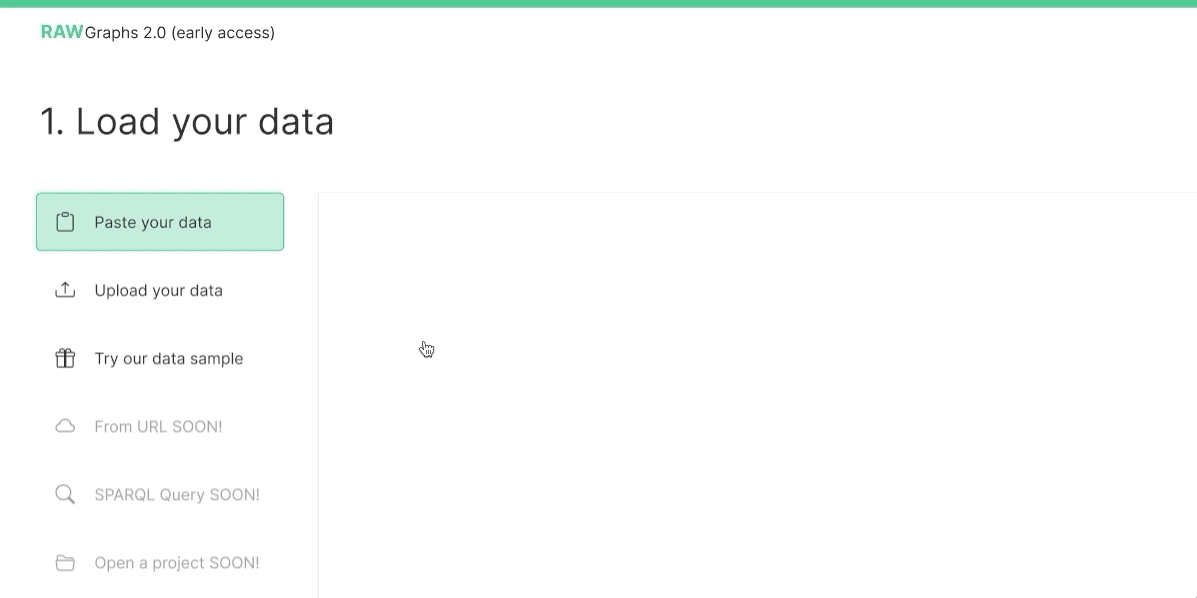 RAWGraphs 2.0 (early access)
1. Load your data
Paste your data
Upload your data
Try our data sample
From URL SOON!
SPARQL Query SOON!
Open a project SOON!